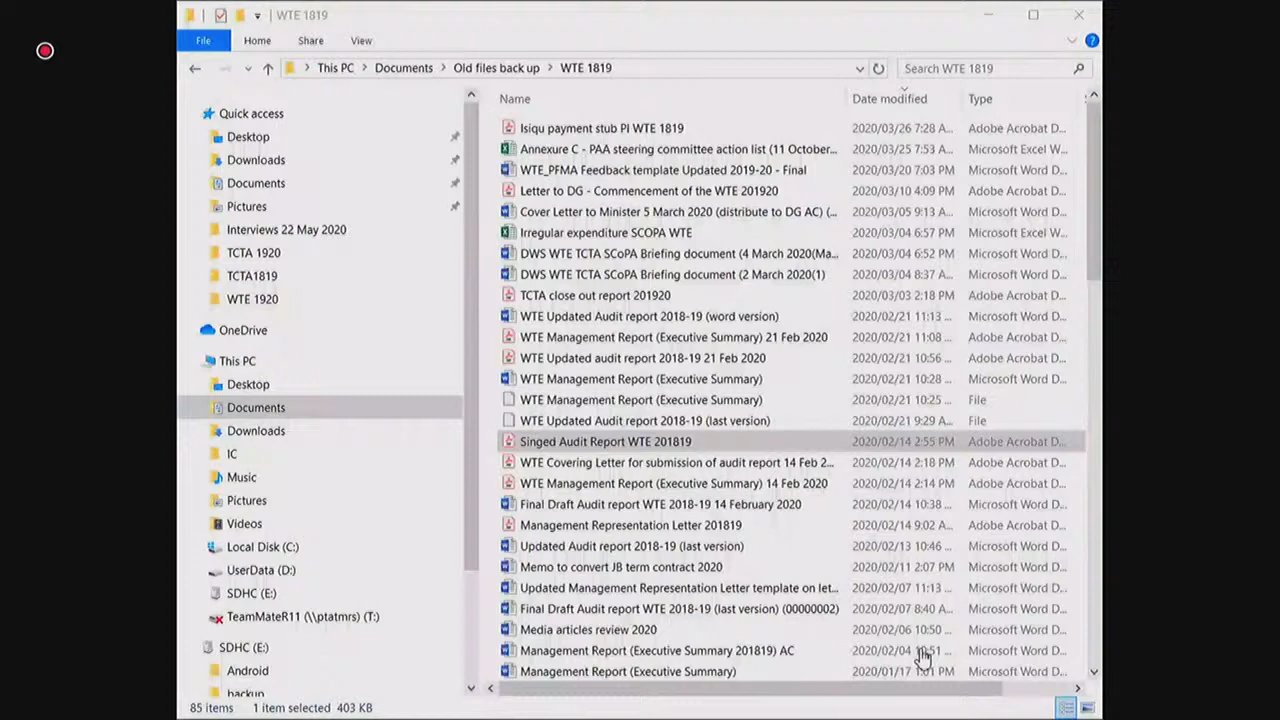 WTE 1819
File Home Share View
This PC Documents Old files back up WTE 1819 Search WTE 1819
Name Date modified Type
Quick access
Desktop
Downloads
Documents
Pictures
Interviews 22 May 2020
TCTA 1920
TCTA1819
WTE 1920
OneDrive
This PC
Desktop
Documents
Downloads
IC
Music
Pictures
Videos
Local Disk (C:)
UserData (D:)
SDHC (E:)
TeamMateR11 (\\ptatmrs) (T:)
SDHC (E:)
Android
backup
Isiqu payment stub PI WTE 1819 2020/03/26 7:28 A... Adobe Acrobat D...
Annexure C - PAA steering committee action list (11 October... 2020/03/25 7:53 A... Microsoft Excel W...
WTE_PFMA Feedback template Updated 2019-20 - Final 2020/03/20 7:03 PM Microsoft Word D...
Letter to DG - Commencement of the WTE 201920 2020/03/10 4:09 PM Adobe Acrobat D...
Cover Letter to Minister 5 March 2020 (distribute to DG AC) (... 2020/03/05 9:13 A... Microsoft Word D...
Irregular expenditure SCOPA WTE 2020/03/04 6:57 PM Microsoft Excel W...
DWS WTE TCTA SCoPA Briefing document (4 March 2020(Ma... 2020/03/04 6:52 PM Microsoft Word D...
DWS WTE TCTA SCoPA Briefing document (2 March 2020(1) 2020/03/04 8:37 A... Microsoft Word D...
TCTA close out report 201920 2020/03/03 2:18 PM Adobe Acrobat D...
WTE Updated Audit report 2018-19 (word version) 2020/02/21 11:13 ... Microsoft Word D...
WTE Management Report (Executive Summary) 21 Feb 2020 2020/02/21 11:08 ... Adobe Acrobat D...
WTE Updated audit report 2018-19 21 Feb 2020 2020/02/21 10:56 ... Adobe Acrobat D...
WTE Management Report (Executive Summary) 2020/02/21 10:28 ... Microsoft Word D...
WTE Management Report (Executive Summary) 2020/02/21 10:25 ... File
WTE Updated Audit report 2018-19 (last version) 2020/02/21 9:29 A... File
Singed Audit Report WTE 201819 2020/02/14 2:55 PM Adobe Acrobat D...
WTE Covering Letter for submission of audit report 14 Feb 2... 2020/02/14 2:18 PM Adobe Acrobat D...
WTE Management Report (Executive Summary) 14 Feb 2020 2020/02/14 2:14 PM Adobe Acrobat D...
Final Draft Audit report WTE 2018-19 14 February 2020 2020/02/14 10:38 ... Microsoft Word D...
Management Representation Letter 201819 2020/02/14 9:02 A... Adobe Acrobat D...
Updated Audit report 2018-19 (last version) 2020/02/13 10:46 ... Microsoft Word D...
Memo to convert JB term contract 2020 2020/02/11 2:07 PM Microsoft Word D...
Updated Management Representation Letter template on let... 2020/02/07 11:13 ... Microsoft Word D...
Final Draft Audit report WTE 2018-19 (last version) (00000002) 2020/02/07 8:40 A... Microsoft Word D...
Media articles review 2020 2020/02/06 10:50 ... Microsoft Word D...
Management Report (Executive Summary 201819) AC 2020/02/04 Microsoft Word D...
Management Report (Executive Summary) 2020/01/17 Microsoft Word D...
85 items 1 item selected 403 KB